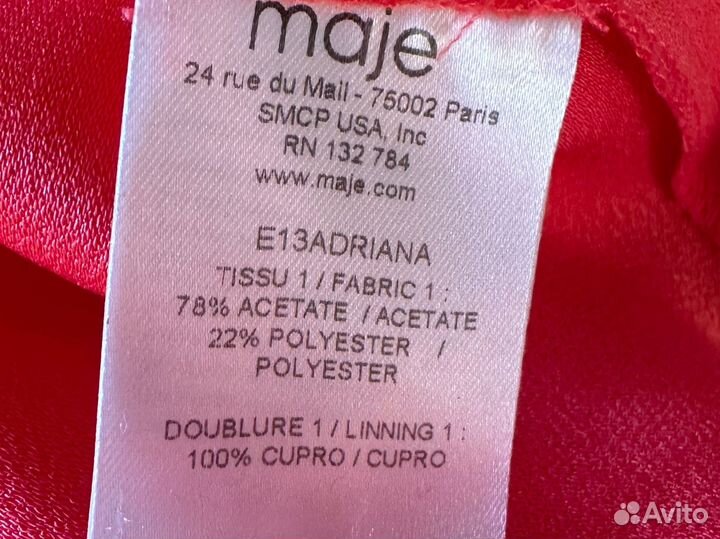 maje
24 rue du Mail - 75002 Paris
SMCP USA, Inc
RN 132 784
www.maje.com
E13ADRIANA
TISSU 1 / FABRIC 1 :
78% ACETATE / ACETATE
22% POLYESTER /
POLYESTER
DOUBLURE 1 / LINNING 1 :
100% CUPRO / CUPRO
Avito